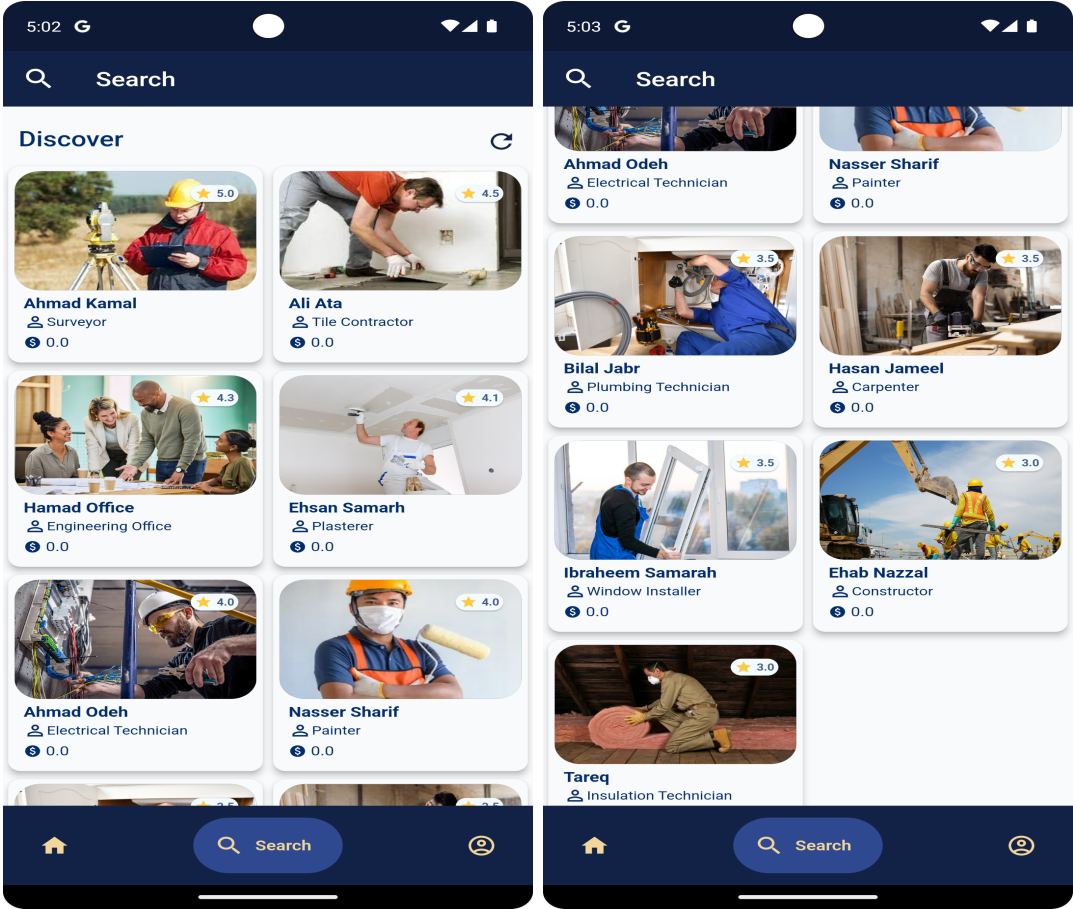 5:02 G
Search
Discover
5.0
4.5
Ahmad Kamal
Surveyor
$ 0.0
Ali Ata
Tile Contractor
$ 0.0
4.3
4.1
Hamad Office
Engineering Office
$ 0.0
Ehsan Samarh
Plasterer
$ 0.0
4.0
4.0
Ahmad Odeh
Electrical Technician
$ 0.0
Nasser Sharif
Painter
$ 0.0
3.5
3.5
Search
5:03 G
Search
Ahmad Odeh
Electrical Technician
$ 0.0
Nasser Sharif
Painter
$ 0.0
3.5
3.5
Bilal Jabr
Plumbing Technician
$ 0.0
Hasan Jameel
Carpenter
$ 0.0
3.5
3.0
Ibraheem Samarah
Window Installer
$ 0.0
Ehab Nazzal
Constructor
$ 0.0
3.0
Tareq
Insulation Technician
Search